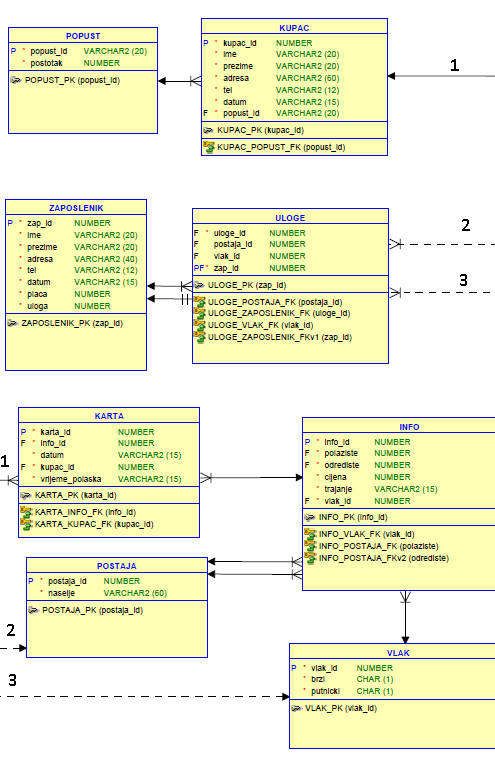 POPUST
P * popust_id VARCHAR2 (20)
* postotak NUMBER
POPUST_PK (popust_id)
KUPAC
P * kupac_id NUMBER
* ime VARCHAR2 (20)
* prezime VARCHAR2 (20)
* adresa VARCHAR2 (60)
* tel VARCHAR2 (12)
* datum VARCHAR2 (15)
F * popust_id VARCHAR2 (20)
KUPAC_PK (kupac_id)
KUPAC_POPUST_FK (popust_id)
1
ZAPOSLENIK
P * zap_id NUMBER
* ime VARCHAR2 (20)
* prezime VARCHAR2 (20)
* adresa VARCHAR2 (40)
* tel VARCHAR2 (12)
* datum VARCHAR2 (15)
* placa NUMBER
* uloga NUMBER
ZAPOSLENIK_PK (zap_id)
ULOGE
F * uloge_id NUMBER
F postaja_id NUMBER
F vlak_id NUMBER
PF * zap_id NUMBER
ULOGE_PK (zap_id)
ULOGE_POSTAJA_FK (postaja_id)
ULOGE_ZAPOSLENIK_FK (uloge_id)
ULOGE_VLAK_FK (vlak_id)
ULOGE_ZAPOSLENIK_FKv1 (zap_id)
2
3
KARTA
P * karta_id NUMBER
F * info_id NUMBER
* datum VARCHAR2 (15)
F * kupac_id NUMBER
* vrijeme_polaska VARCHAR2 (15)
KARTA_PK (karta_id)
KARTA_INFO_FK (info_id)
KARTA_KUPAC_FK (kupac_id)
1
INFO
P * info_id NUMBER
F * polaziste NUMBER
F * odrediste NUMBER
* cijena NUMBER
* trajanje VARCHAR2 (15)
F * vlak_id NUMBER
INFO_PK (info_id)
INFO_VLAK_FK (vlak_id)
INFO_POSTAJA_FK (polaziste)
INFO_POSTAJA_FKv2 (odrediste)
POSTAJA
P * postaja_id NUMBER
* naselje VARCHAR2 (60)
POSTAJA_PK (postaja_id)
2
3
VLAK
P * vlak_id NUMBER
* brzi CHAR (1)
* putnicki CHAR (1)
VLAK_PK (vlak_id)